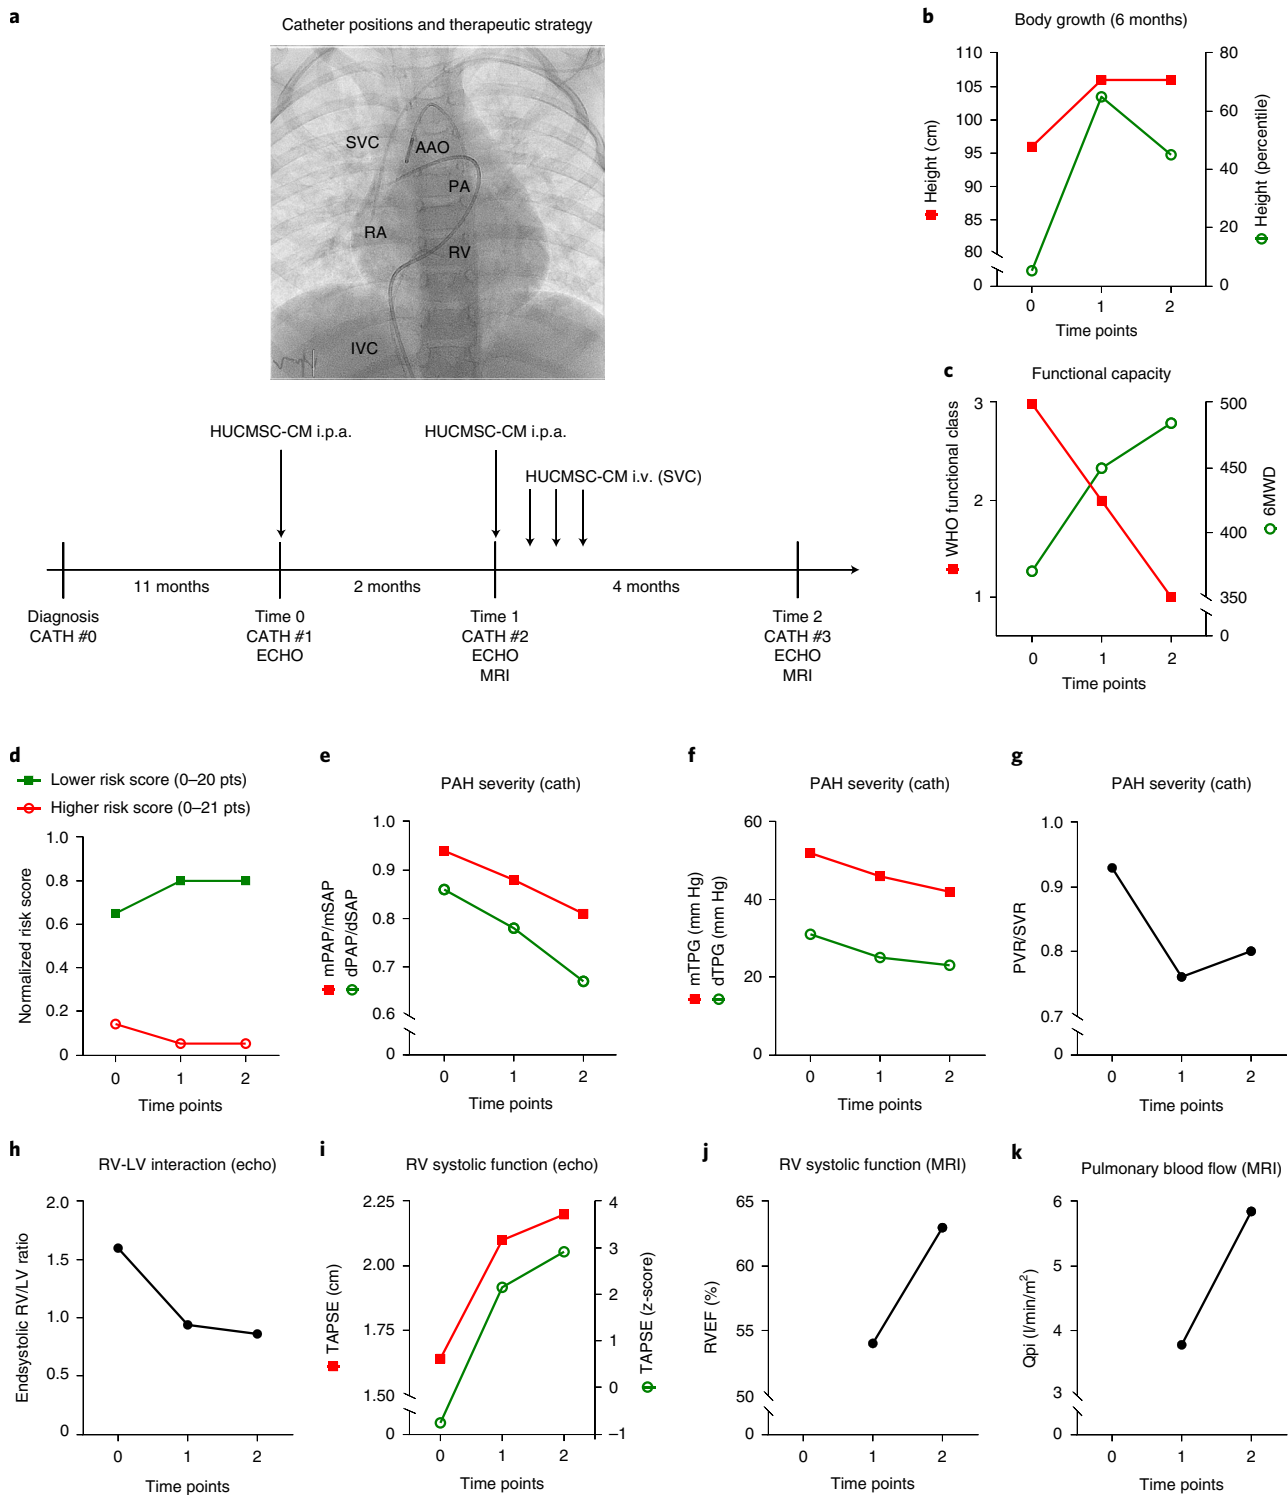 a
Catheter positions and therapeutic strategy
SVC
AAO
PA
RA
RV
IVC
HUCMSC-CM i.p.a.
HUCMSC-CM i.p.a.
HUCMSC-CM i.v. (SVC)
11 months
2 months
4 months
Diagnosis
CATH #0
Time 0
CATH #1
ECHO
Time 1
CATH #2
ECHO
MRI
Time 2
CATH #3
ECHO
MRI
b
Body growth (6 months)
Height (cm)
110
105
100
95
90
85
80
0
80
60
40
20
0
Height (percentile)
0 1 2
Time points
c
Functional capacity
WHO functional class
3
2
1
500
450
400
350
0
6MWD
0 1 2
Time points
d
Lower risk score (0–20 pts)
Higher risk score (0–21 pts)
Normalized risk score
1.0
0.8
0.6
0.4
0.2
0
0 1 2
Time points
e
PAH severity (cath)
mPAP/mSAP
dPAP/dSAP
1.0
0.9
0.8
0.7
0.6
0
0 1 2
Time points
f
PAH severity (cath)
mTPG (mm Hg)
dTPG (mm Hg)
60
40
20
0
0 1 2
Time points
g
PAH severity (cath)
PVR/SVR
1.0
0.9
0.8
0.7
0
0 1 2
Time points
h
RV-LV interaction (echo)
Endsystolic RV/LV ratio
2.0
1.5
1.0
0.5
0
0 1 2
Time points
i
RV systolic function (echo)
TAPSE (cm)
2.25
2.00
1.75
1.50
0
4
3
2
1
0
–1
TAPSE (z-score)
0 1 2
Time points
j
RV systolic function (MRI)
RVEF (%)
65
60
54
50
0
0 1 2
Time points
k
Pulmonary blood flow (MRI)
Qpi (l/min/m²)
6
5
4
3
0
0 1 2
Time points